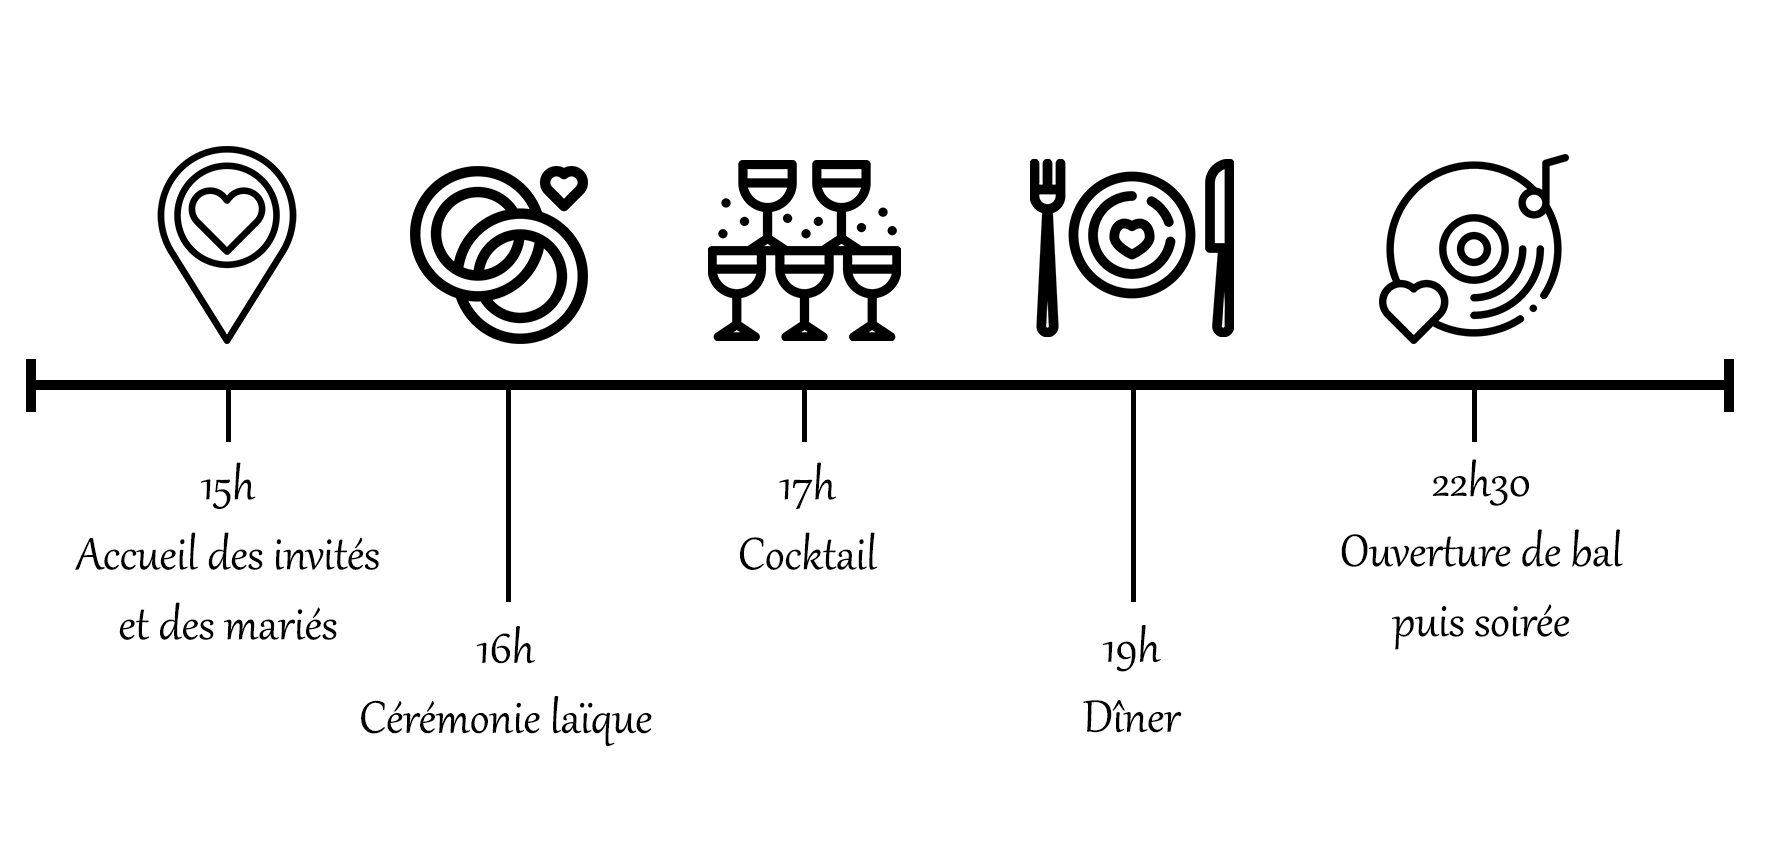 15h
Accueil des invités
et des mariés
16h
Cérémonie laïque
17h
Cocktail
19h
Dîner
22h30
Ouverture de bal
puis soirée